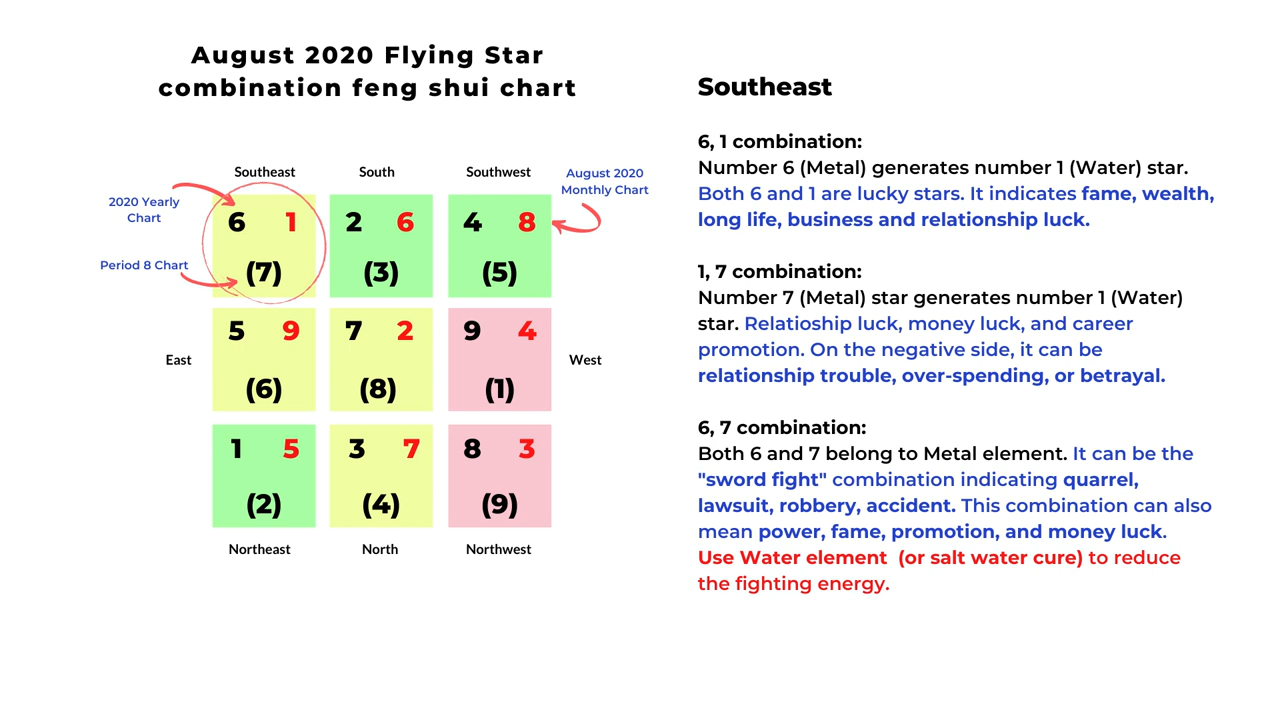 August 2020 Flying Star
combination feng shui chart
Southeast
South
Southwest
August 2020
Monthly Chart
2020 Yearly
Chart
Period 8 Chart
6 1
(7)
2 6
(3)
4 8
(5)
East
5 9
(6)
7 2
(8)
9 4
(1)
West
1 5
(2)
3 7
(4)
8 3
(9)
Northeast
North
Northwest
Southeast
6, 1 combination:
Number 6 (Metal) generates number 1 (Water) star.
Both 6 and 1 are lucky stars. It indicates fame, wealth,
long life, business and relationship luck.
1, 7 combination:
Number 7 (Metal) star generates number 1 (Water)
star. Relatioship luck, money luck, and career
promotion. On the negative side, it can be
relationship trouble, over-spending, or betrayal.
6, 7 combination:
Both 6 and 7 belong to Metal element. It can be the
"sword fight" combination indicating quarrel,
lawsuit, robbery, accident. This combination can also
mean power, fame, promotion, and money luck.
Use Water element  (or salt water cure) to reduce
the fighting energy.